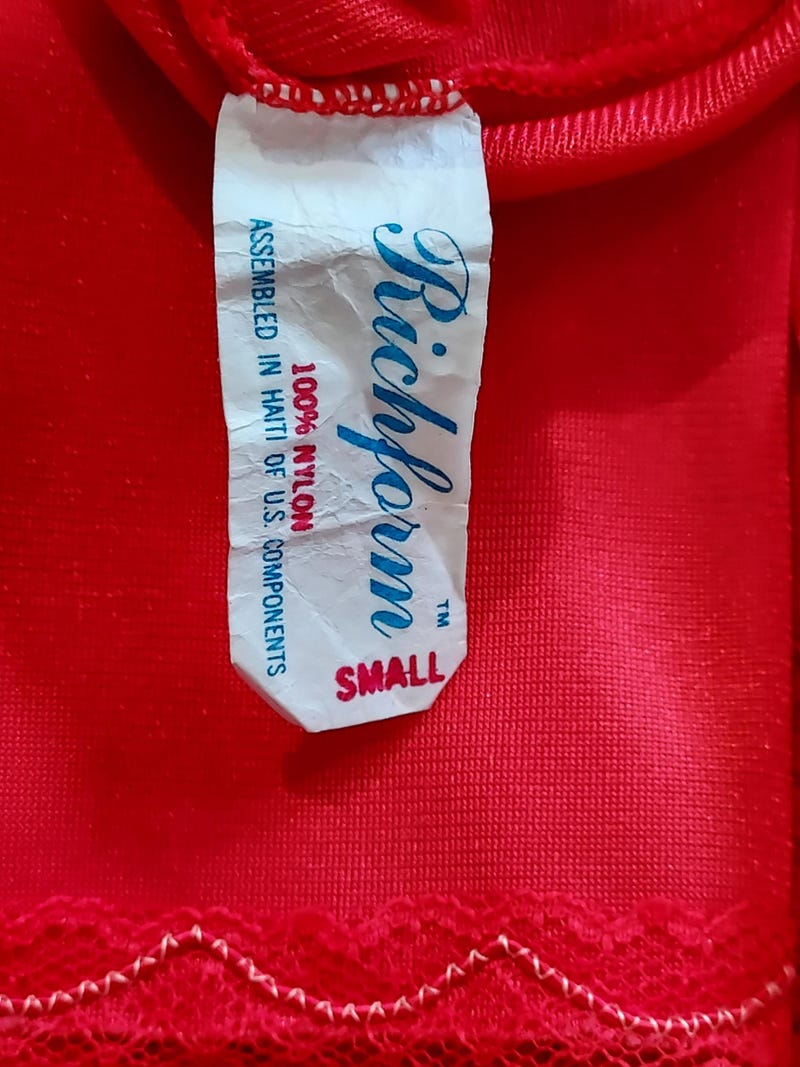 Richform™
SMALL
100% NYLON
ASSEMBLED IN HAITI OF U.S. COMPONENTS